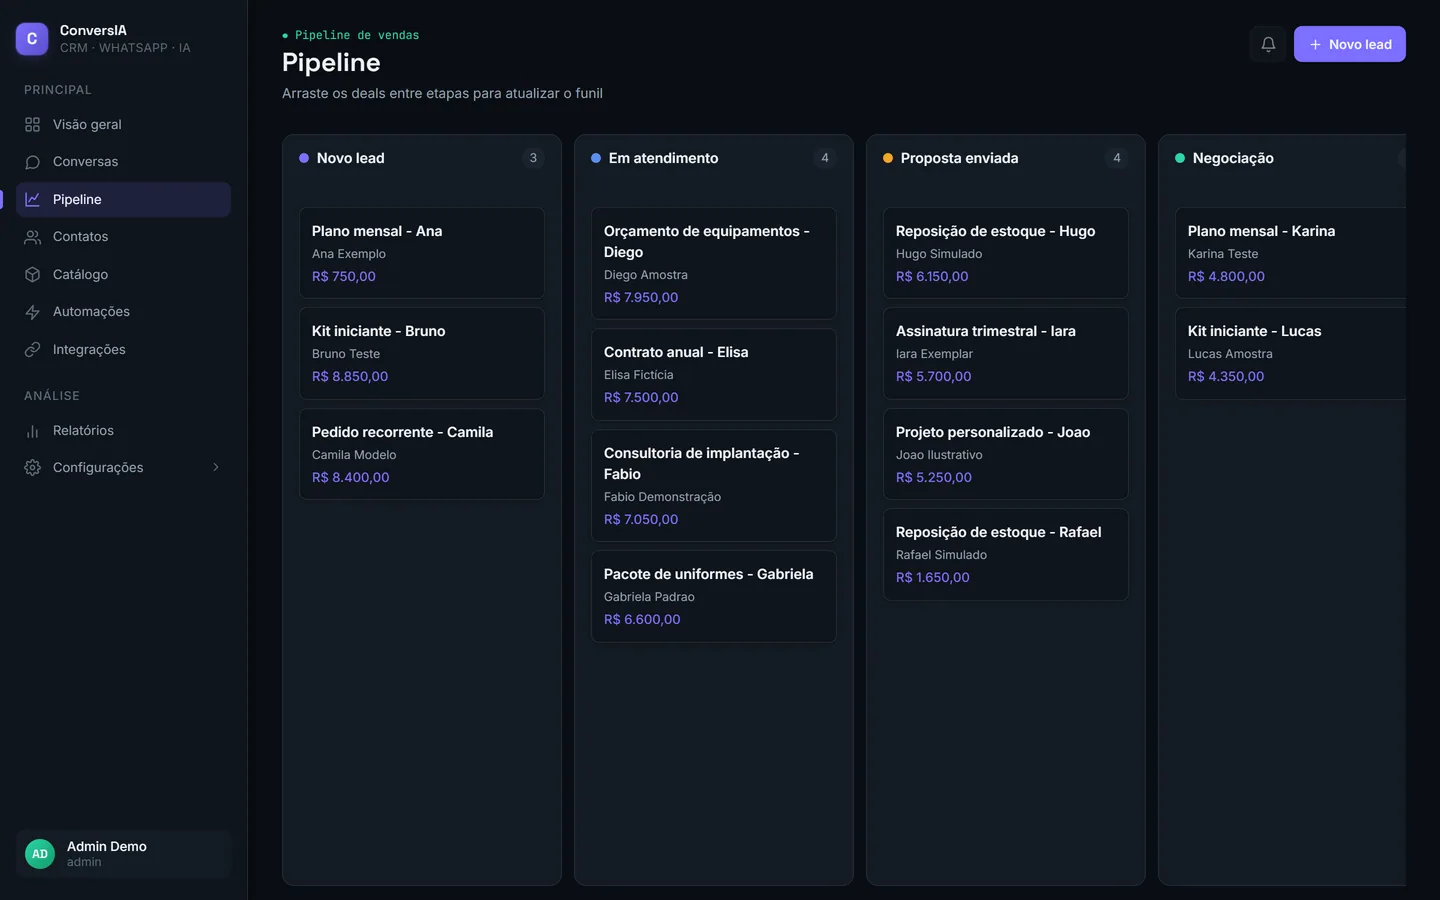 C
ConversIA
CRM · WHATSAPP · IA
PRINCIPAL
Visão geral
Conversas
Pipeline
Contatos
Catálogo
Automações
Integrações
ANÁLISE
Relatórios
Configurações
AD
Admin Demo
admin
Pipeline de vendas
Pipeline
Arraste os deals entre etapas para atualizar o funil
+ Novo lead
Novo lead 3
Plano mensal - Ana
Ana Exemplo
R$ 750,00
Kit iniciante - Bruno
Bruno Teste
R$ 8.850,00
Pedido recorrente - Camila
Camila Modelo
R$ 8.400,00
Em atendimento 4
Orçamento de equipamentos -
Diego
Diego Amostra
R$ 7.950,00
Contrato anual - Elisa
Elisa Fictícia
R$ 7.500,00
Consultoria de implantação -
Fabio
Fabio Demonstração
R$ 7.050,00
Pacote de uniformes - Gabriela
Gabriela Padrao
R$ 6.600,00
Proposta enviada 4
Reposição de estoque - Hugo
Hugo Simulado
R$ 6.150,00
Assinatura trimestral - Iara
Iara Exemplar
R$ 5.700,00
Projeto personalizado - Joao
Joao Ilustrativo
R$ 5.250,00
Reposição de estoque - Rafael
Rafael Simulado
R$ 1.650,00
Negociação
Plano mensal - Karina
Karina Teste
R$ 4.800,00
Kit iniciante - Lucas
Lucas Amostra
R$ 4.350,00